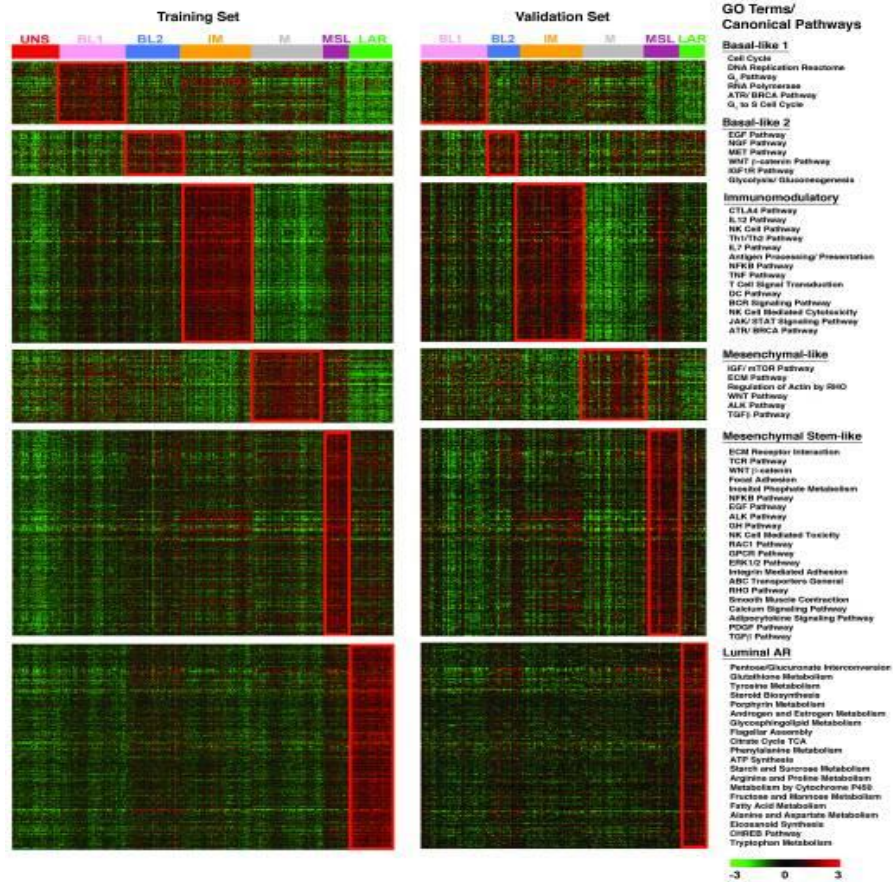 Training Set
Validation Set
GO Terms/
Canonical Pathways
UNS BL1 BL2 IM M MSL LAR
BL1 BL2 IM M MSL LAR
Basal-like 1
Cell Cycle
DNA Replication Reactome
G₂ Pathway
RNA Polymerase
ATR/ BRCA Pathway
G₁ to S Cell Cycle
Basal-like 2
EGF Pathway
NGF Pathway
MET Pathway
WNT β-catenin Pathway
IGF1R Pathway
Glycolysis/ Gluconeogenesis
Immunomodulatory
CTLA4 Pathway
IL12 Pathway
NK Cell Pathway
Th1/Th2 Pathway
IL7 Pathway
Antigen Processing/ Presentation
NFKB Pathway
TNF Pathway
T Cell Signal Transduction
DC Pathway
BCR Signaling Pathway
NK Cell Mediated Cytotoxicity
JAK/ STAT Signaling Pathway
ATR/ BRCA Pathway
Mesenchymal-like
IGF/ mTOR Pathway
ECM Pathway
Regulation of Actin by RHO
WNT Pathway
ALK Pathway
TGFβ Pathway
Mesenchymal Stem-like
ECM Receptor Interaction
TCR Pathway
WNT β-catenin
Focal Adhesion
Inositol Phosphate Metabolism
NFKB Pathway
EGF Pathway
ALK Pathway
GH Pathway
NK Cell Mediated Toxicity
RAC1 Pathway
GPCR Pathway
ERK1/2 Pathway
Integrin Mediated Adhesion
ABC Transporters General
RHO Pathway
Smooth Muscle Contraction
Calcium Signaling Pathway
Adipocytokine Signaling Pathway
PDGF Pathway
TGFβ Pathway
Luminal AR
Pentose/Glucuronate Interconversion
Glutathione Metabolism
Tyrosine Metabolism
Steroid Biosynthesis
Porphyrin Metabolism
Androgen and Estrogen Metabolism
Glycosphingolipid Metabolism
Flagellar Assembly
Citrate Cycle TCA
Phenylalanine Metabolism
ATP Synthesis
Starch and Sucrose Metabolism
Arginine and Proline Metabolism
Metabolism by Cytochrome P450
Fructose and Mannose Metabolism
Fatty Acid Metabolism
Alanine and Aspartate Metabolism
Eicosanoid Synthesis
CHREB Pathway
Tryptophan Metabolism
-3 0 3